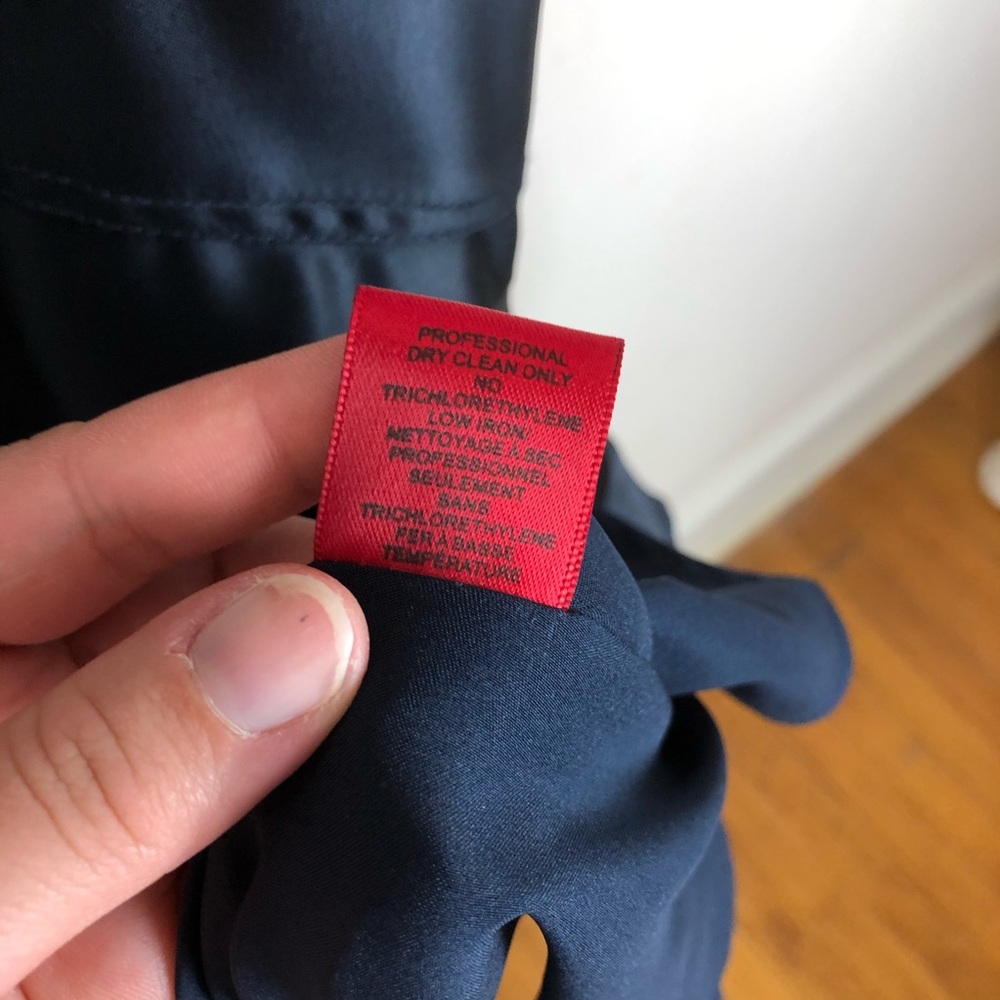 PROFESSIONAL
DRY CLEAN ONLY
NO
TRICHLORETHYLENE
LOW IRON
NETTOYAGE A SEC
PROFESSIONNEL
SEULEMENT
SANS
TRICHLORETHYLENE
FER A BASSE
TEMPERATURE